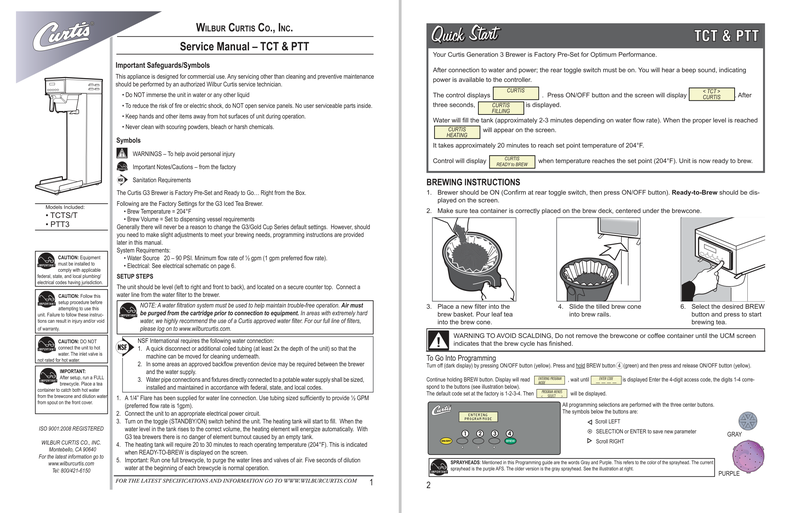 Curtis®
WILBUR CURTIS CO., INC.
Service Manual – TCT & PTT
Important Safeguards/Symbols
This appliance is designed for commercial use. Any servicing other than cleaning and preventive maintenance
should be performed by an authorized Wilbur Curtis service technician.
• Do NOT immerse the unit in water or any other liquid
• To reduce the risk of fire or electric shock, do NOT open service panels. No user serviceable parts inside.
• Keep hands and other items away from hot surfaces of unit during operation.
• Never clean with scouring powders, bleach or harsh chemicals.
Symbols
WARNINGS – To help avoid personal injury
Important Notes/Cautions – from the factory
Sanitation Requirements
The Curtis G3 Brewer is Factory Pre-Set and Ready to Go… Right from the Box.
Following are the Factory Settings for the G3 Iced Tea Brewer.
• Brew Temperature = 204°F
• Brew Volume = Set to dispensing vessel requirements
Generally there will never be a reason to change the G3/Gold Cup Series default settings. However, should
you need to make slight adjustments to meet your brewing needs, programming instructions are provided
later in this manual.
System Requirements:
• Water Source 20 – 90 PSI. Minimum flow rate of ½ gpm (1 gpm preferred flow rate).
• Electrical: See electrical schematic on page 6.
SETUP STEPS
The unit should be level (left to right and front to back), and located on a secure counter top. Connect a
water line from the water filter to the brewer.
NOTE: A water filtration system must be used to help maintain trouble-free operation. Air must
be purged from the cartridge prior to connection to equipment. In areas with extremely hard
water, we highly recommend the use of a Curtis approved water filter. For our full line of filters,
please log on to www.wilburcurtis.com.
NSF International requires the following water connection:
1. A quick disconnect or additional coiled tubing (at least 2x the depth of the unit) so that the
machine can be moved for cleaning underneath.
2. In some areas an approved backflow prevention device may be required between the brewer
and the water supply.
3. Water pipe connections and fixtures directly connected to a potable water supply shall be sized,
installed and maintained in accordance with federal, state, and local codes.
1. A 1/4" Flare has been supplied for water line connection. Use tubing sized sufficiently to provide ½ GPM
(preferred flow rate is 1gpm).
2. Connect the unit to an appropriate electrical power circuit.
3. Turn on the toggle (STANDBY/ON) switch behind the unit. The heating tank will start to fill. When the
water level in the tank rises to the correct volume, the heating element will energize automatically. With
G3 tea brewers there is no danger of element burnout caused by an empty tank.
4. The heating tank will require 20 to 30 minutes to reach operating temperature (204°F). This is indicated
when READY-TO-BREW is displayed on the screen.
5. Important: Run one full brewcycle, to purge the water lines and valves of air. Five seconds of dilution
water at the beginning of each brewcycle is normal operation.
Models Included:
• TCTS/T
• PTT3
CAUTION: Equipment
must be installed to
comply with applicable
federal, state, and local plumbing/
electrical codes having jurisdiction.
CAUTION: Follow this
setup procedure before
attempting to use this
unit. Failure to follow these instruc-
tions can result in injury and/or void
of warranty.
CAUTION: DO NOT
connect the unit to hot
water. The inlet valve is
not rated for hot water.
IMPORTANT:
After setup, run a FULL
brewcycle. Place a tea
container to catch both hot water
from the brewcone and dilution water
from spout on the front cover.
ISO 9001:2008 REGISTERED
WILBUR CURTIS CO., INC.
Montebello, CA 90640
For the latest information go to
www.wilburcurtis.com
Tel: 800/421-6150
FOR THE LATEST SPECIFICATIONS AND INFORMATION GO TO WWW.WILBURCURTIS.COM
1
Quick Start
TCT & PTT
Your Curtis Generation 3 Brewer is Factory Pre-Set for Optimum Performance.
After connection to water and power; the rear toggle switch must be on. You will hear a beep sound, indicating
power is available to the controller.
The control displays CURTIS . Press ON/OFF button and the screen will display < TCT > CURTIS After
three seconds, CURTIS FILLING is displayed.
Water will fill the tank (approximately 2-3 minutes depending on water flow rate). When the proper level is reached
CURTIS HEATING will appear on the screen.
It takes approximately 20 minutes to reach set point temperature of 204°F.
Control will display CURTIS READY to BREW when temperature reaches the set point (204°F). Unit is now ready to brew.
BREWING INSTRUCTIONS
1. Brewer should be ON (Confirm at rear toggle switch, then press ON/OFF button). Ready-to-Brew should be dis-
played on the screen.
2. Make sure tea container is correctly placed on the brew deck, centered under the brewcone.
3. Place a new filter into the
brew basket. Pour leaf tea
into the brew cone.
4. Slide the tilled brew cone
into brew rails.
6. Select the desired BREW
button and press to start
brewing tea.
WARNING TO AVOID SCALDING, Do not remove the brewcone or coffee container until the UCM screen
indicates that the brew cycle has finished.
To Go Into Programming
Turn off (dark display) by pressing ON/OFF button (yellow). Press and hold BREW button 4 (green) and then press and release ON/OFF button (yellow).
Continue holding BREW button. Display will read ENTERING PROGRAM MODE , wait until ENTER CODE is displayed Enter the 4-digit access code, the digits 1-4 corre-
spond to the buttons (see illustration below).
The default code set at the factory is 1-2-3-4. Then PROGRAM MENUS < SELECT > will be displayed.
Curtis
ENTERING
PROGRAM MODE
1 2 3 4
ON/OFF
BREW
All programming selections are performed with the three center buttons.
The symbols below the buttons are:
Scroll LEFT
SELECTION or ENTER to save new parameter
Scroll RIGHT
GRAY
PURPLE
SPRAYHEADS: Mentioned in this Programming guide are the words Gray and Purple. This refers to the color of the sprayhead. The current
sprayhead is the purple AFS. The older version is the gray sprayhead. See the illustration at right.
2